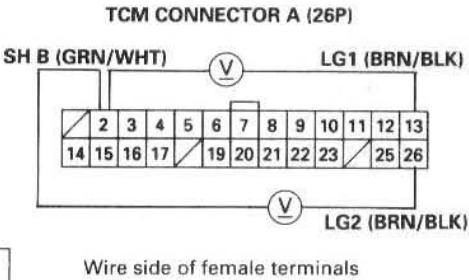 TCM CONNECTOR A (26P)
SH B (GRN/WHT) V LG1 (BRN/BLK)
2 3 4 5 6 7 8 9 10 11 12 13
14 15 16 17 19 20 21 22 23 25 26
V
LG2 (BRN/BLK)
Wire side of female terminals